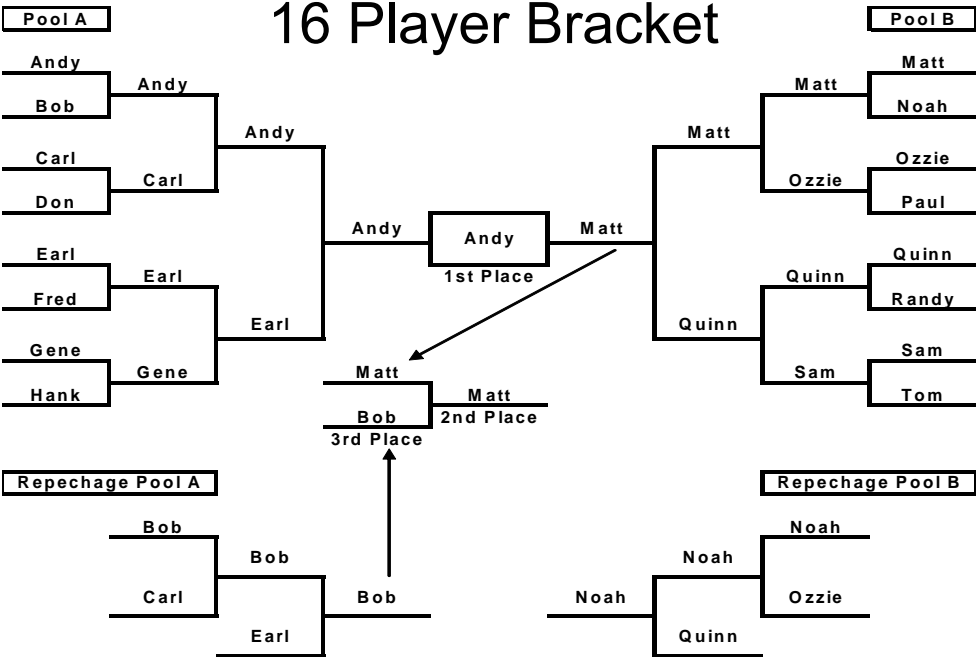 16 Player Bracket
Pool A
Pool B
Andy
Matt
Andy
Matt
Bob
Noah
Andy
Matt
Carl
Ozzie
Carl
Ozzie
Don
Paul
Andy
Andy
Matt
1st Place
Earl
Quinn
Earl
Quinn
Fred
Randy
Earl
Quinn
Gene
Sam
Gene
Sam
Hank
Tom
Matt
Matt
Bob
2nd Place
3rd Place
Repechage Pool A
Repechage Pool B
Bob
Noah
Bob
Noah
Carl
Bob
Noah
Ozzie
Earl
Quinn